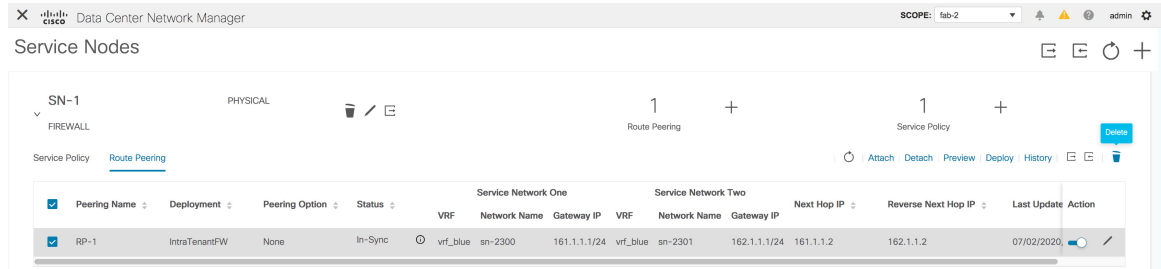 cisco Data Center Network Manager SCOPE: fab-2 admin
Service Nodes
SN-1 PHYSICAL 1 1
FIREWALL Route Peering Service Policy
Delete
Service Policy Route Peering Attach Detach Preview Deploy History
Service Network One Service Network Two
Peering Name Deployment Peering Option Status Next Hop IP Reverse Next Hop IP Last Update Action
VRF Network Name Gateway IP VRF Network Name Gateway IP
RP-1 IntraTenantFW None In-Sync vrf_blue sn-2300 161.1.1.1/24 vrf_blue sn-2301 162.1.1.1/24 161.1.1.2 162.1.1.2 07/02/2020,